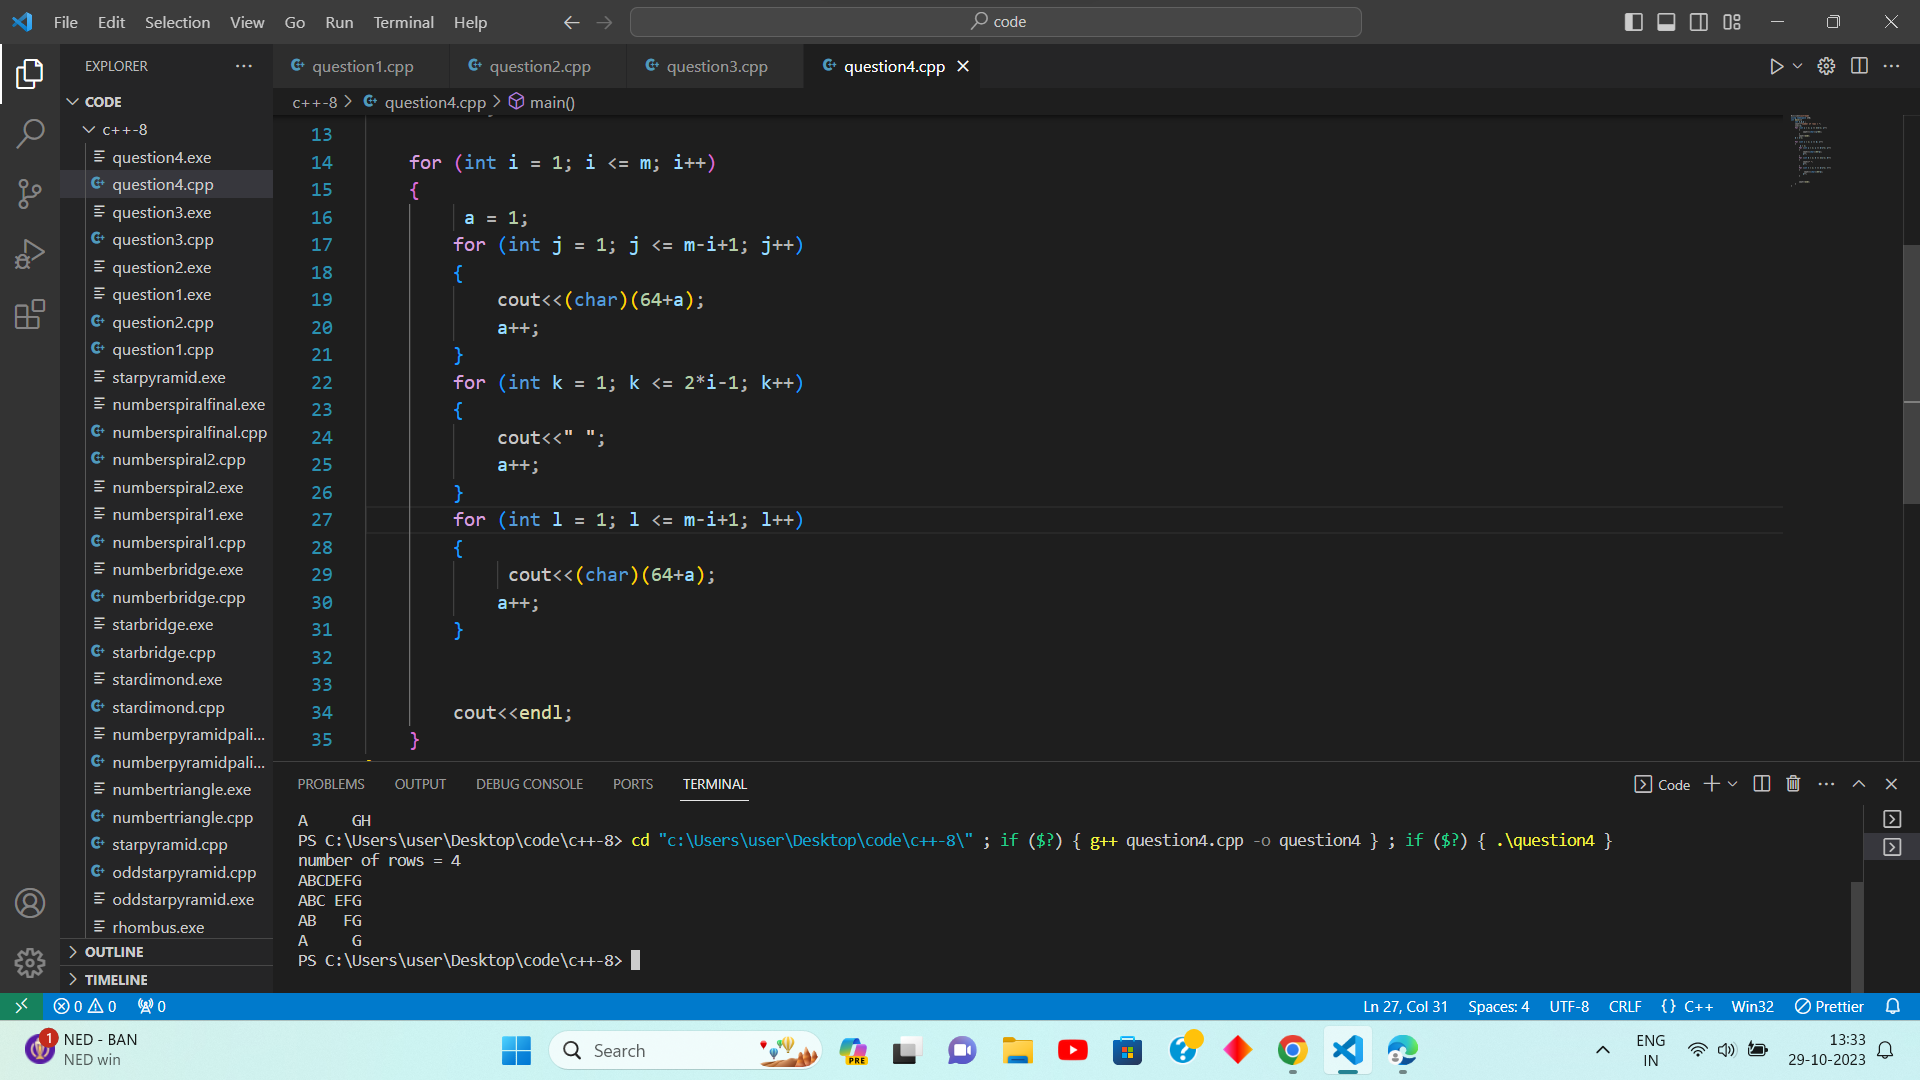 File Edit Selection View Go Run Terminal Help
code
EXPLORER
question1.cpp
question2.cpp
question3.cpp
question4.cpp
c++-8 > question4.cpp > main()
CODE
c++-8
question4.exe
question4.cpp
question3.exe
question3.cpp
question2.exe
question1.exe
question2.cpp
question1.cpp
starpyramid.exe
numberspiralfinal.exe
numberspiralfinal.cpp
numberspiral2.cpp
numberspiral2.exe
numberspiral1.exe
numberspiral1.cpp
numberbridge.exe
numberbridge.cpp
starbridge.exe
starbridge.cpp
stardimond.exe
stardimond.cpp
numberpyramidpali...
numberpyramidpali...
numbertriangle.exe
numbertriangle.cpp
starpyramid.cpp
oddstarpyramid.cpp
oddstarpyramid.exe
rhombus.exe
OUTLINE
TIMELINE
13
14 for (int i = 1; i <= m; i++)
15 {
16 a = 1;
17 for (int j = 1; j <= m-i+1; j++)
18 {
19 cout<<(char)(64+a);
20 a++;
21 }
22 for (int k = 1; k <= 2*i-1; k++)
23 {
24 cout<<" ";
25 a++;
26 }
27 for (int l = 1; l <= m-i+1; l++)
28 {
29 cout<<(char)(64+a);
30 a++;
31 }
32
33
34 cout<<endl;
35 }
PROBLEMS OUTPUT DEBUG CONSOLE PORTS TERMINAL
Code
A     GH
PS C:\Users\user\Desktop\code\c++-8> cd "c:\Users\user\Desktop\code\c++-8\" ; if ($?) { g++ question4.cpp -o question4 } ; if ($?) { .\question4 }
number of rows = 4
ABCDEFG
ABC EFG
AB   FG
A     G
PS C:\Users\user\Desktop\code\c++-8>
0 0 0
Ln 27, Col 31 Spaces: 4 UTF-8 CRLF {} C++ Win32 Prettier
1
NED - BAN
NED win
Search
PRE
ENG
IN
13:33
29-10-2023